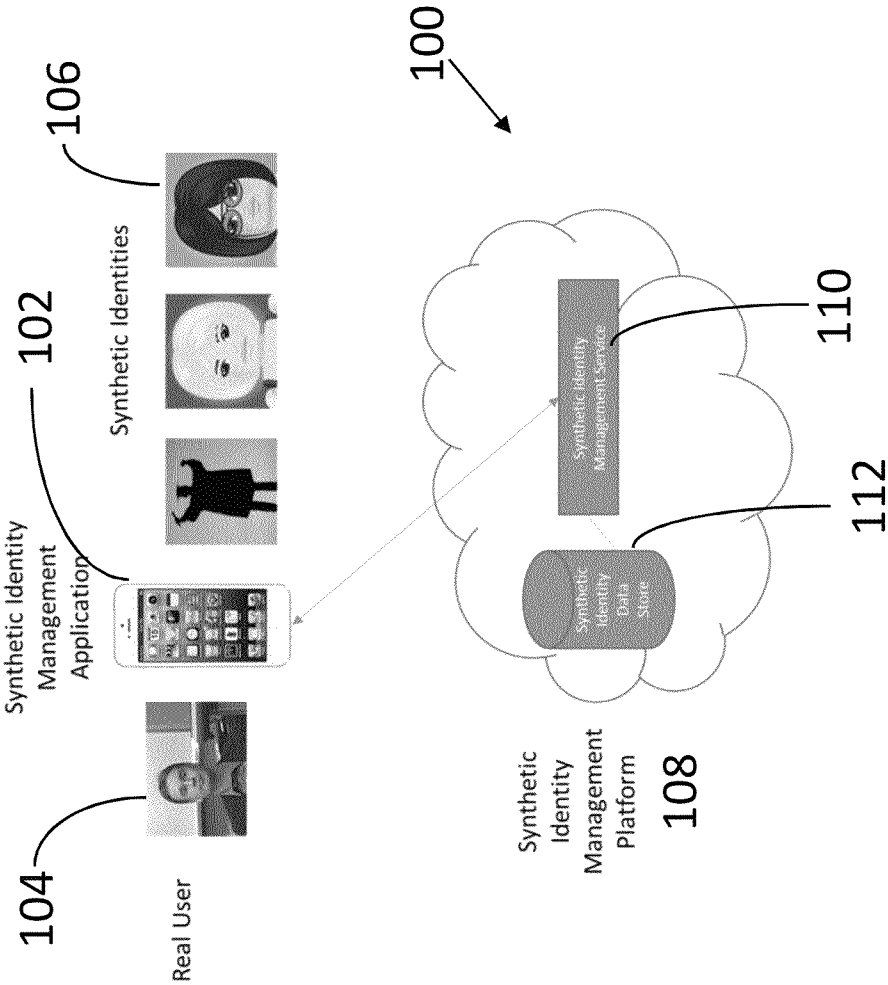 Real User
104
Synthetic Identity
Management
Application
102
Synthetic Identities
106
100
Synthetic
Identity
Management
Platform
108
Synthetic
Identity
Data
Store
112
Synthetic Identity
Management Service
110